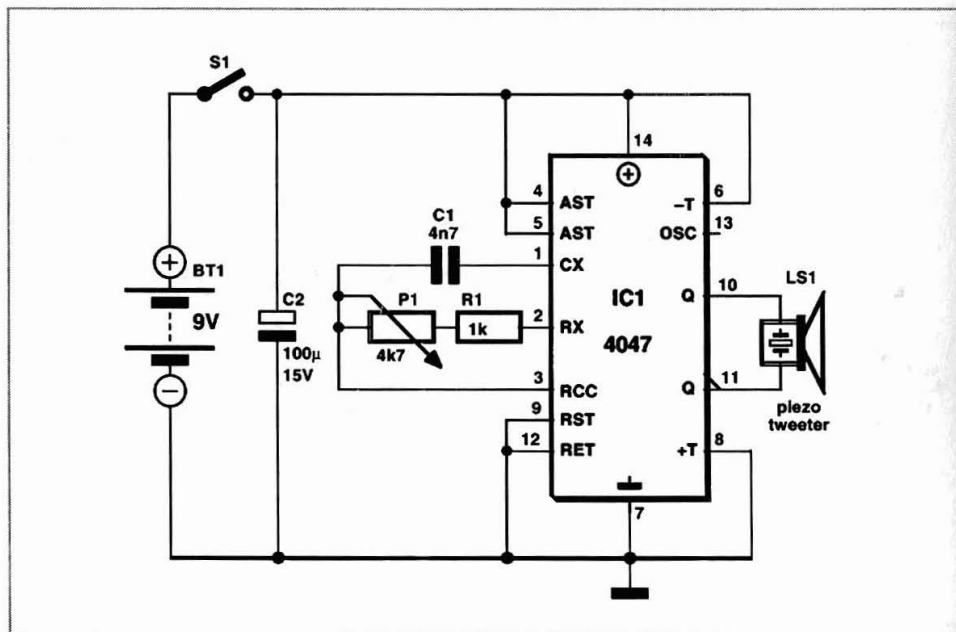 S1
14
4
AST
–T
6
5
AST
OSC
13
C1
4n7
1
CX
LS1
BT1
9V
C2
100µ
15V
P1
4k7
R1
1k
2
RX
IC1
4047
Q
10
3
RCC
Q
11
piezo
tweeter
9
RST
12
RET
+T
8
7